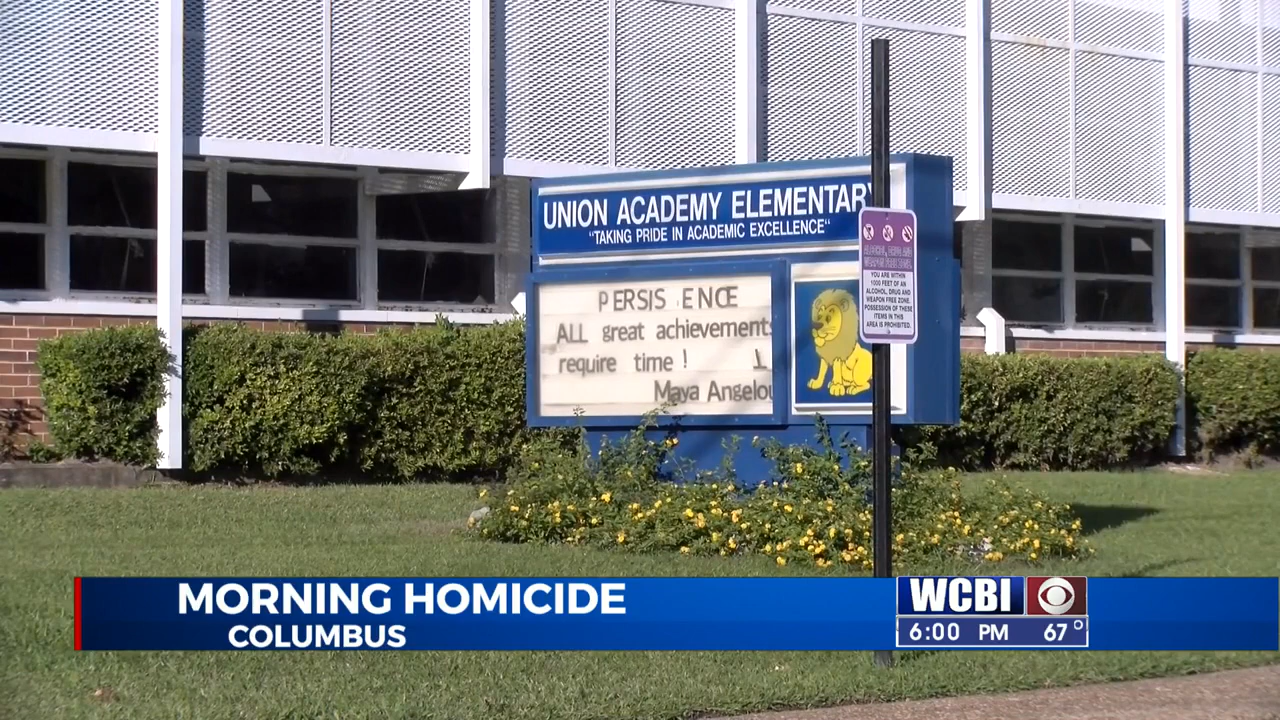 UNION ACADEMY ELEMENTARY
"TAKING PRIDE IN ACADEMIC EXCELLENCE"
PERSIS ENCE
ALL great achievements
require time !
Maya Angelou
YOU ARE WITHIN
1000 FEET OF AN
ALCOHOL, DRUG AND
WEAPON FREE ZONE.
POSSESSION OF THESE
ITEMS IN THIS
AREA IS PROHIBITED.
MORNING HOMICIDE
COLUMBUS
WCBI
6:00 PM 67°